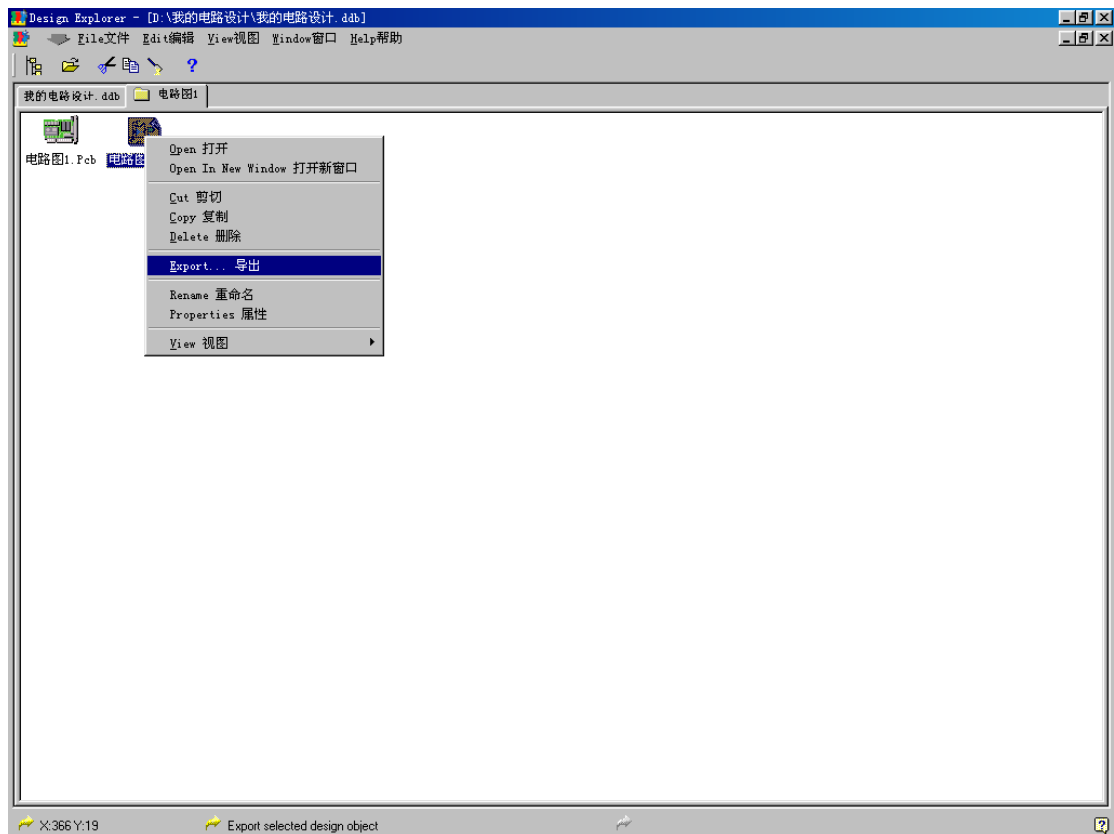 Design Explorer - [D:\我的电路设计\我的电路设计.ddb]
File文件 Edit编辑 View视图 Window窗口 Help帮助
我的电路设计.ddb 电路图1
电路图1.Pcb 电路图
Open 打开
Open In New Window 打开新窗口
Cut 剪切
Copy 复制
Delete 删除
Export... 导出
Rename 重命名
Properties 属性
View 视图
X:366 Y:19 Export selected design object